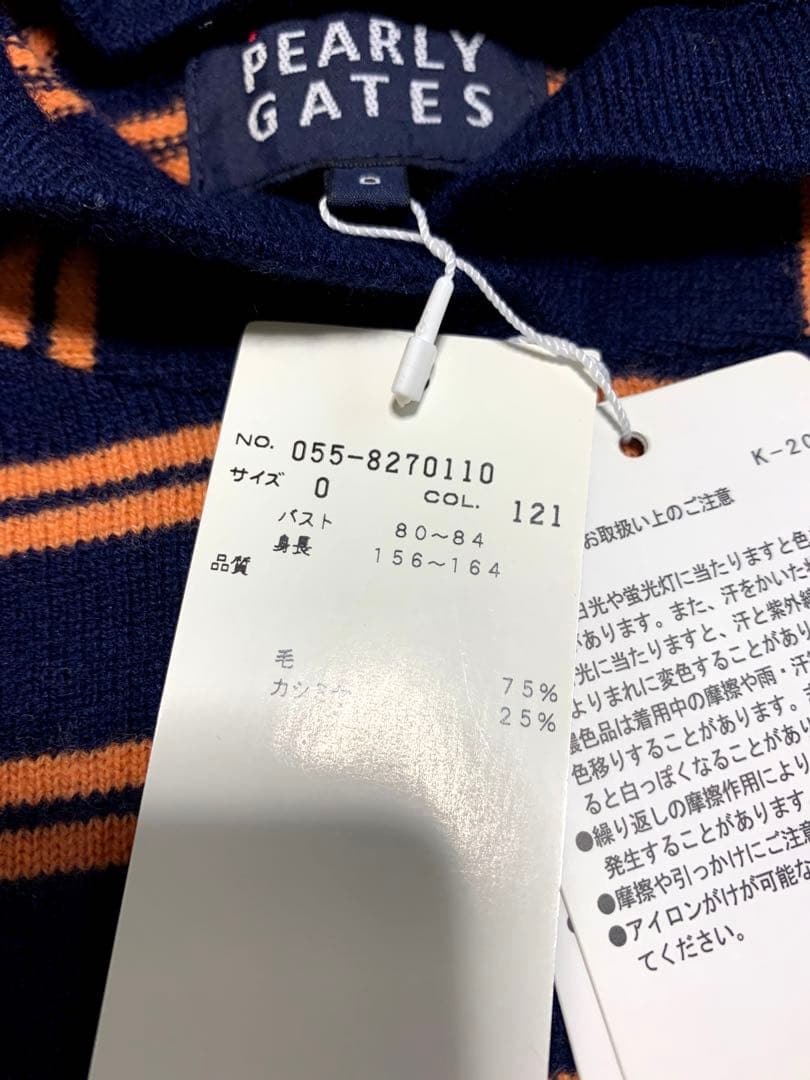 PEARLY
GATES
0
NO. 055-8270110
サイズ 0 COL. 121
バスト 80～84
身長 156～164
品質
毛 75%
カシミヤ 25%
K-20
お取扱い上のご注意
日光や蛍光灯に当たりますと色
があります。また、汗をかいた
光に当たりますと、汗と紫外線
よりまれに変色することがあり
濃色品は着用中の摩擦や雨・汗
色移りすることがあります。
ると白っぽくなることがあり
●繰り返しの摩擦作用により
発生することがあります
●摩擦や引っかけにご注意
●アイロンがけが可能な
てください。